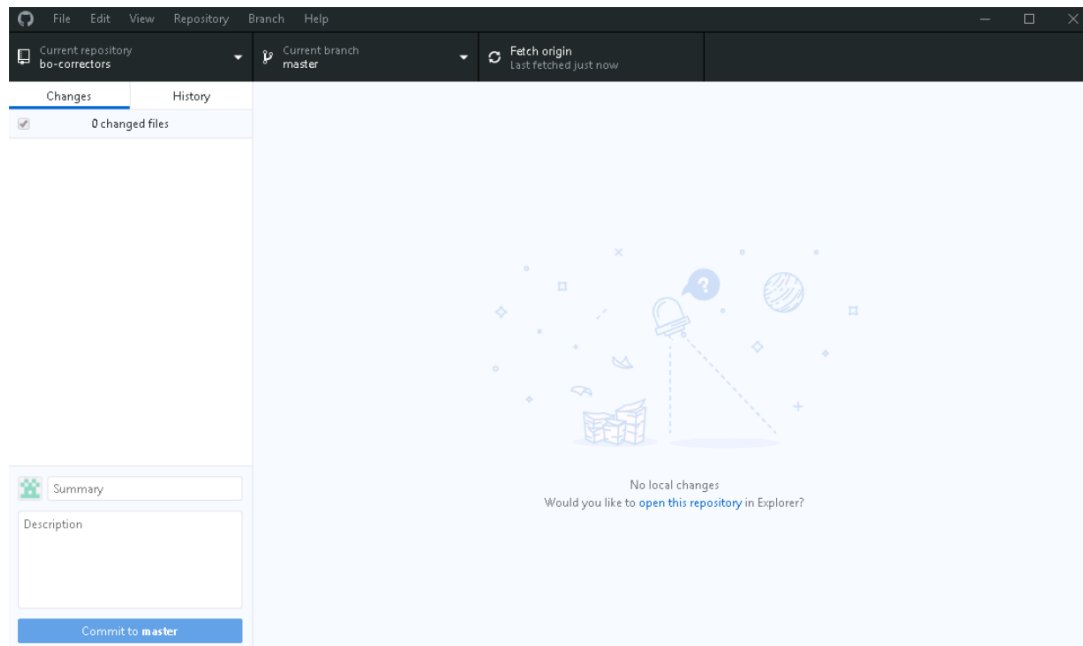 File Edit View Repository Branch Help
Current repository
bo-correctors
Current branch
master
Fetch origin
Last fetched just now
Changes History
0 changed files
?
No local changes
Would you like to open this repository in Explorer?
Summary
Description
Commit to master